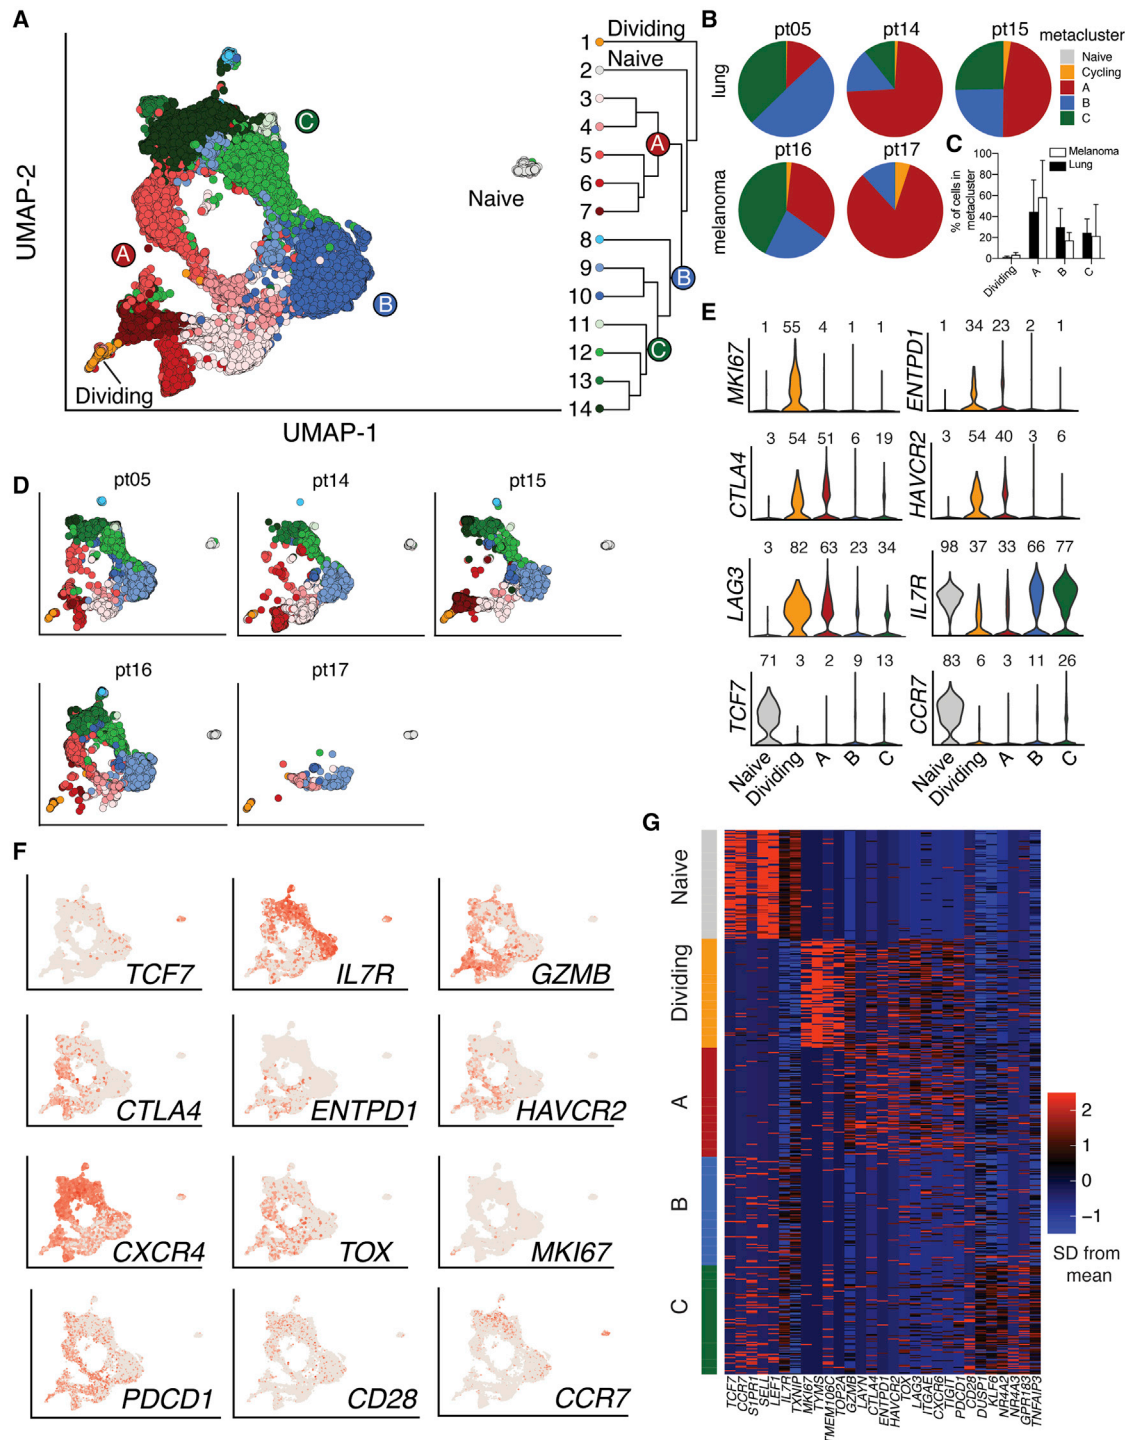 A
UMAP-2
UMAP-1
C
A
B
Naive
Dividing
1 Dividing
2 Naive
3
4
5
6
7
8
9
10
11
12
13
14
A
B
C
B
pt05
pt14
pt15
lung
pt16
pt17
melanoma
metacluster
Naive
Cycling
A
B
C
C
Melanoma
Lung
% of cells in
metacluster
100
80
60
40
20
0
Dividing
A
B
C
D
pt05
pt14
pt15
pt16
pt17
E
MKI67
1 55 4 1 1
ENTPD1
1 34 23 2 1
CTLA4
3 54 51 6 19
HAVCR2
3 54 40 3 6
LAG3
3 82 63 23 34
IL7R
98 37 33 66 77
TCF7
71 3 2 9 13
CCR7
83 6 3 11 26
Naive
Dividing
A
B
C
Naive
Dividing
A
B
C
F
TCF7
IL7R
GZMB
CTLA4
ENTPD1
HAVCR2
CXCR4
TOX
MKI67
PDCD1
CD28
CCR7
G
Naive
Dividing
A
B
C
TCF7
CCR7
S1PR1
SELL
LEF1
IL7R
TXNIP
MKI67
TYMS
TMEM106C
TOP2A
GZMB
LAYN
CTLA4
ENTPD1
HAVCR2
TOX
LAG3
ITGAE
CXCR6
TIGIT
PDCD1
CD28
DUSP1
KLF6
NR4A2
NR4A3
GPR183
TNFAIP3
2
1
0
−1
SD from
mean